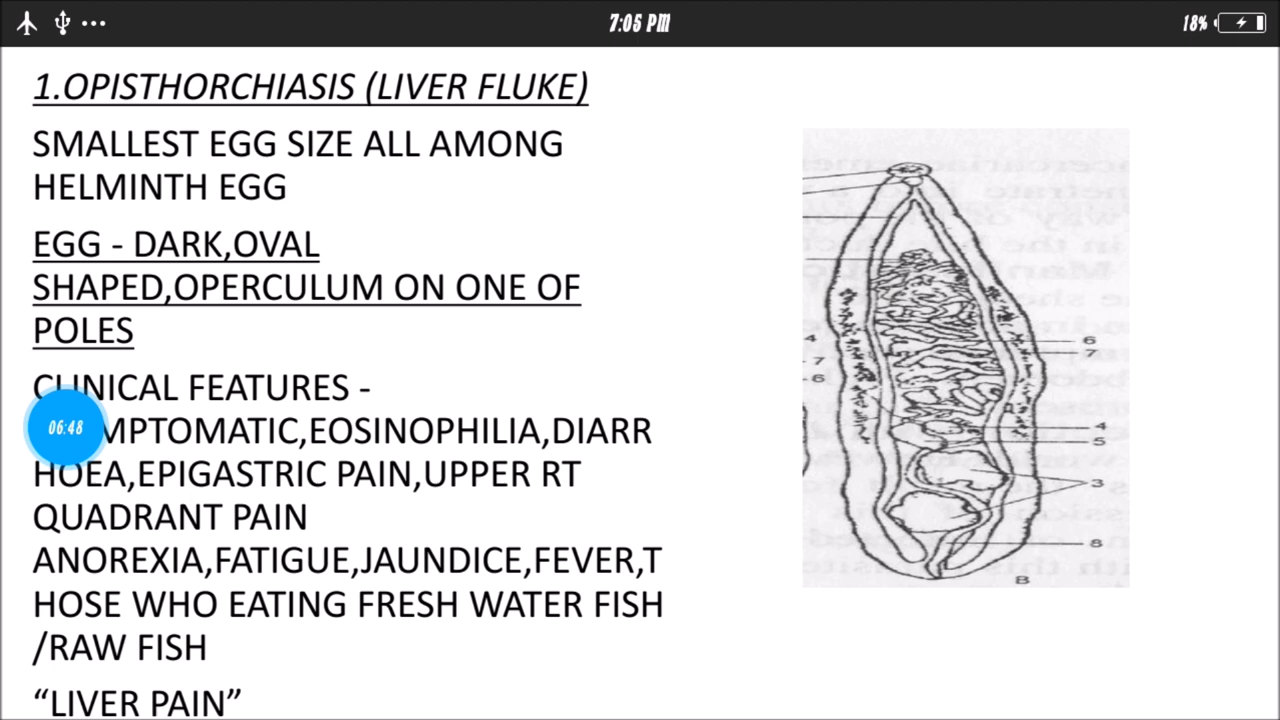 7:05 PM
18%
1.OPISTHORCHIASIS (LIVER FLUKE)
SMALLEST EGG SIZE ALL AMONG
HELMINTH EGG
EGG - DARK,OVAL
SHAPED,OPERCULUM ON ONE OF
POLES
CLINICAL FEATURES -
MPTOMATIC,EOSINOPHILIA,DIARR
06:48
HOEA,EPIGASTRIC PAIN,UPPER RT
QUADRANT PAIN
ANOREXIA,FATIGUE,JAUNDICE,FEVER,T
HOSE WHO EATING FRESH WATER FISH
/RAW FISH
“LIVER PAIN”
4
7
6
6
7
4
5
3
8
B